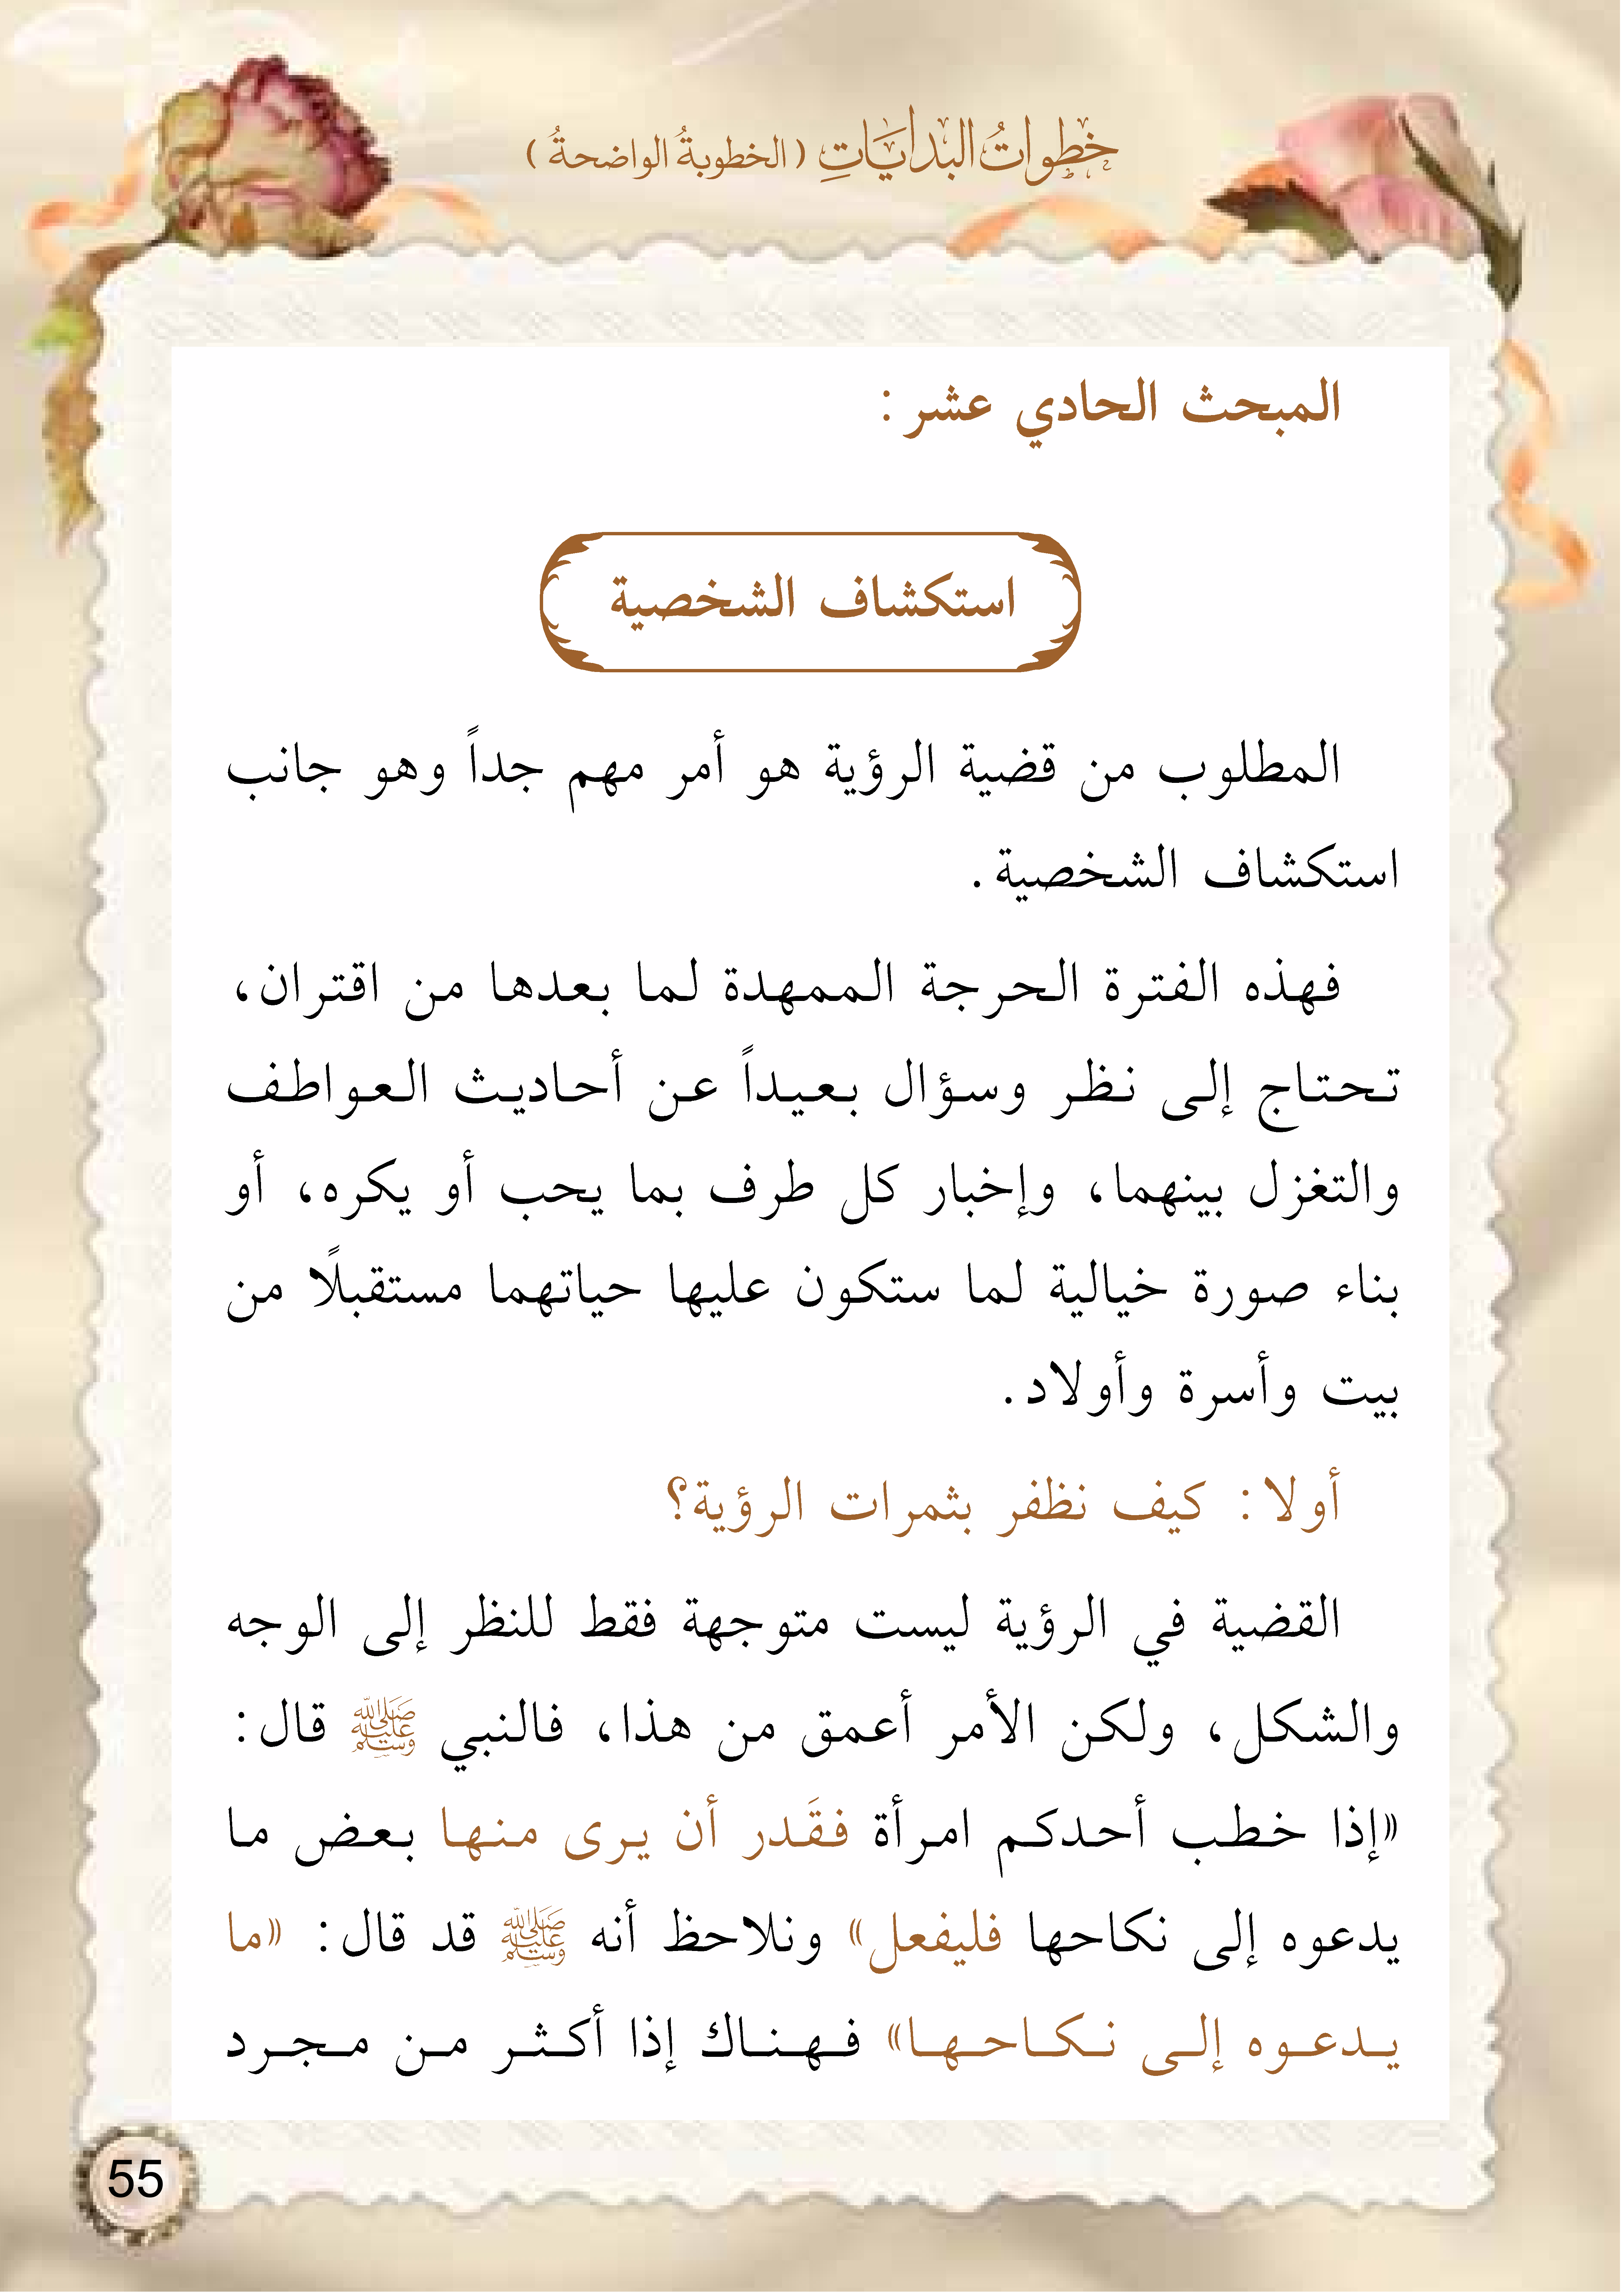 خطواتُ البدايَاتِ ( الخطوبةُ الواضحةُ )
المبحث الحادي عشر :
استكشاف الشخصية
المطلوب من قضية الرؤية هو أمر مهم جداً وهو جانب
استكشاف الشخصية .
فهذه الفترة الحرجة الممهدة لما بعدها من اقتران،
تحتاج إلى نظر وسؤال بعيداً عن أحاديث العواطف
والتغزل بينهما، وإخبار كل طرف بما يحب أو يكره، أو
بناء صورة خيالية لما ستكون عليها حياتهما مستقبلًا من
بيت وأسرة وأولاد .
أولا : كيف نظفر بثمرات الرؤية؟
القضية في الرؤية ليست متوجهة فقط للنظر إلى الوجه
والشكل، ولكن الأمر أعمق من هذا، فالنبي ﷺ قال :
«إذا خطب أحدكم امرأة فقَدر أن يرى منها بعض ما
يدعوه إلى نكاحها فليفعل» ونلاحظ أنه ﷺ قد قال : «ما
يدعوه إلى نكاحها» فهناك إذا أكثر من مجرد
55